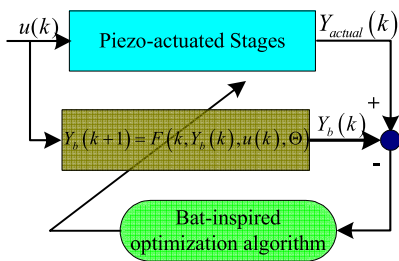 u(k)
Piezo-actuated Stages
Y_actual(k)
+
Y_b(k+1)=F(k,Y_b(k),u(k),Θ)
Y_b(k)
-
Bat-inspired
optimization algorithm